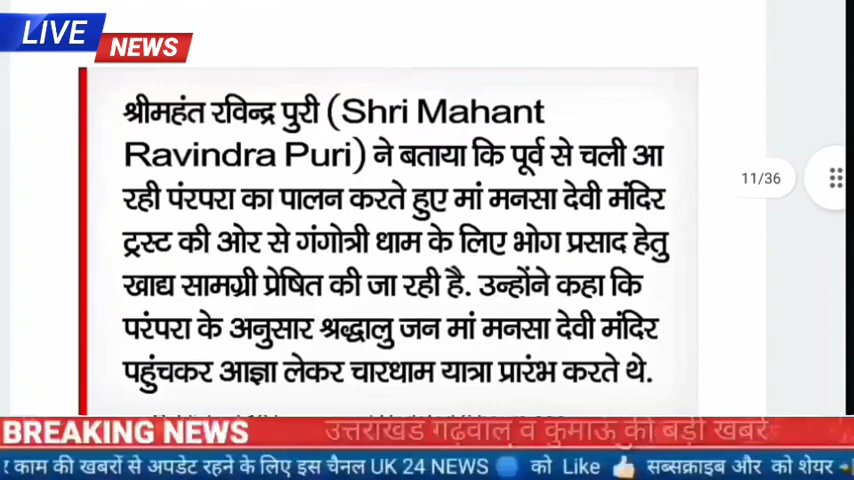 LIVE
NEWS
श्रीमहंत रविन्द्र पुरी (Shri Mahant
Ravindra Puri) ने बताया कि पूर्व से चली आ
रही पंरपरा का पालन करते हुए मां मनसा देवी मंदिर
ट्रस्ट की ओर से गंगोत्री धाम के लिए भोग प्रसाद हेतु
खाद्य सामग्री प्रेषित की जा रही है. उन्होंने कहा कि
परंपरा के अनुसार श्रद्धालु जन मां मनसा देवी मंदिर
पहुंचकर आज्ञा लेकर चारधाम यात्रा प्रारंभ करते थे.
11/36
BREAKING NEWS
उत्तराखंड गढ़वाल व कुमाऊं की बड़ी खबरें
काम की खबरों से अपडेट रहने के लिए इस चैनल UK 24 NEWS 🔵 को Like 👍 सब्सक्राइब और को शेयर